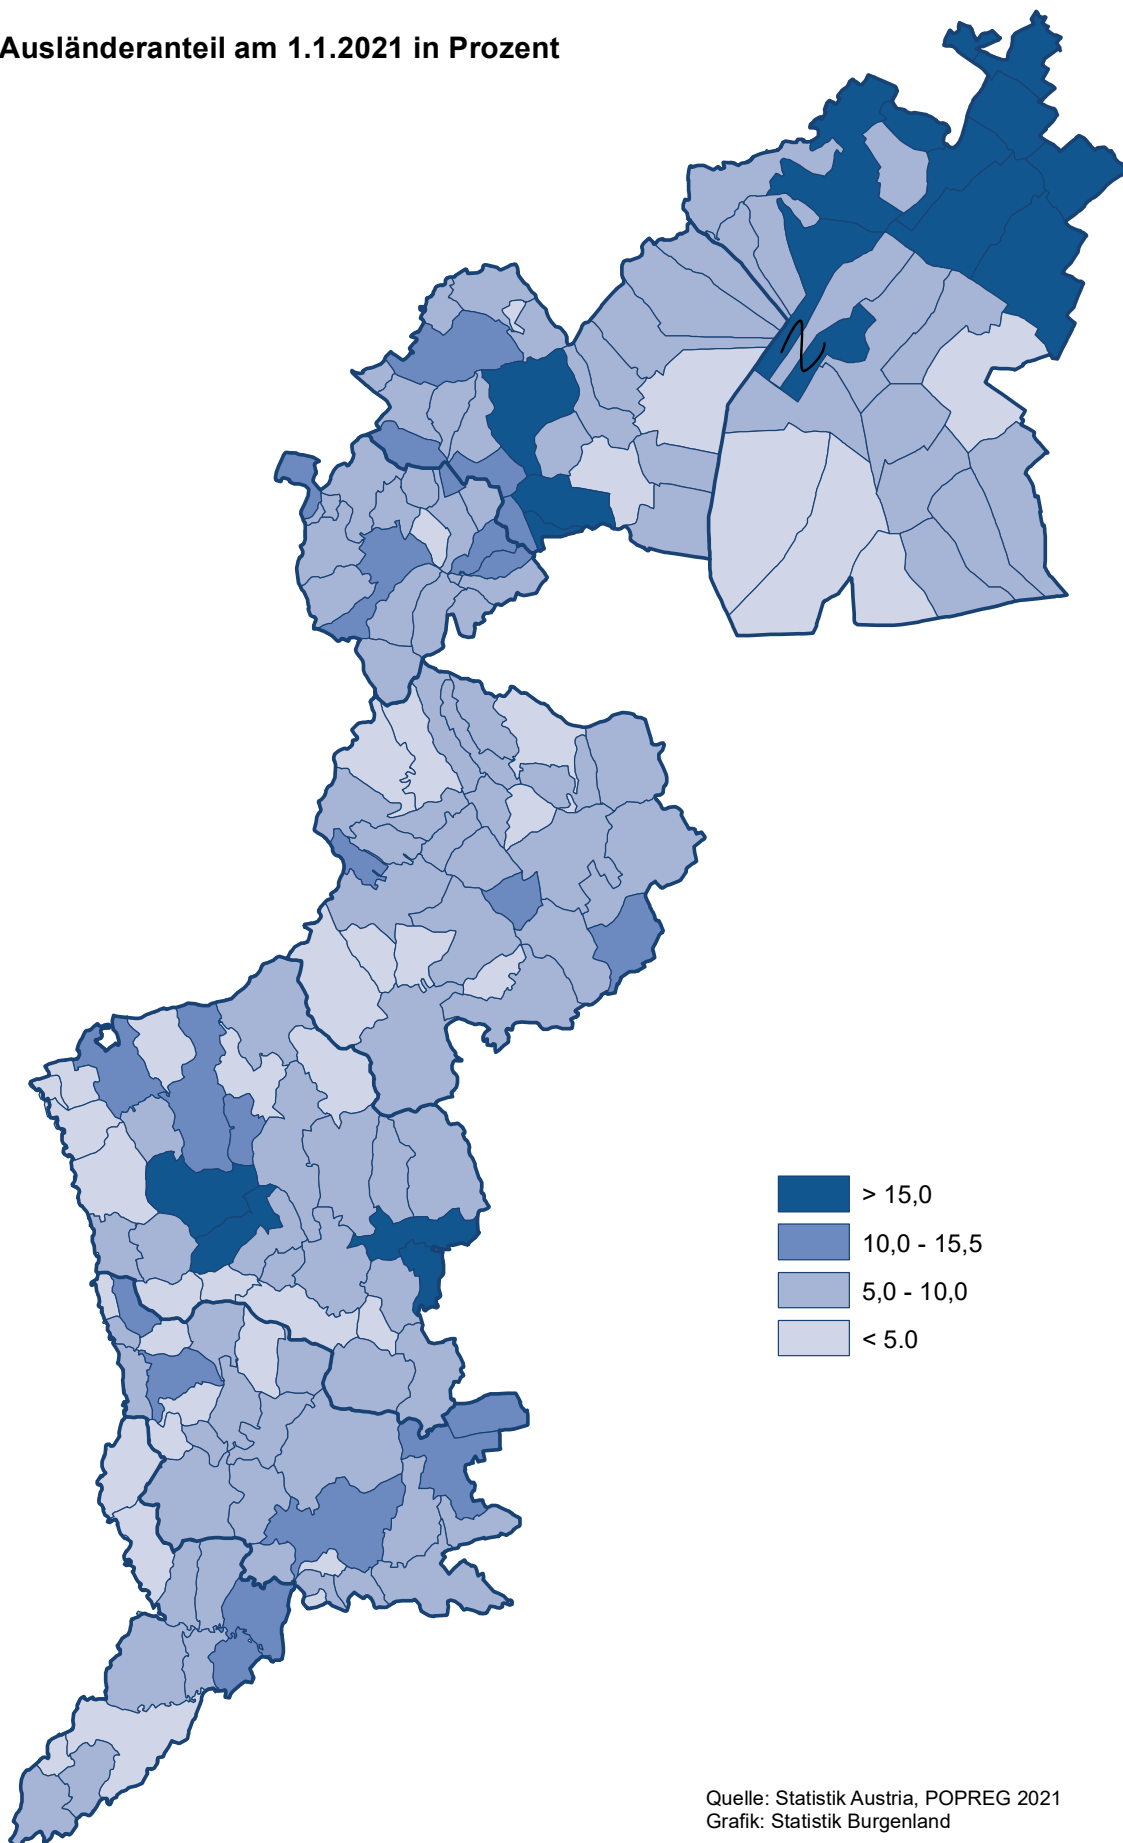 Ausländeranteil am 1.1.2021 in Prozent
> 15,0
10,0 - 15,5
5,0 - 10,0
< 5.0
Quelle: Statistik Austria, POPREG 2021
Grafik: Statistik Burgenland